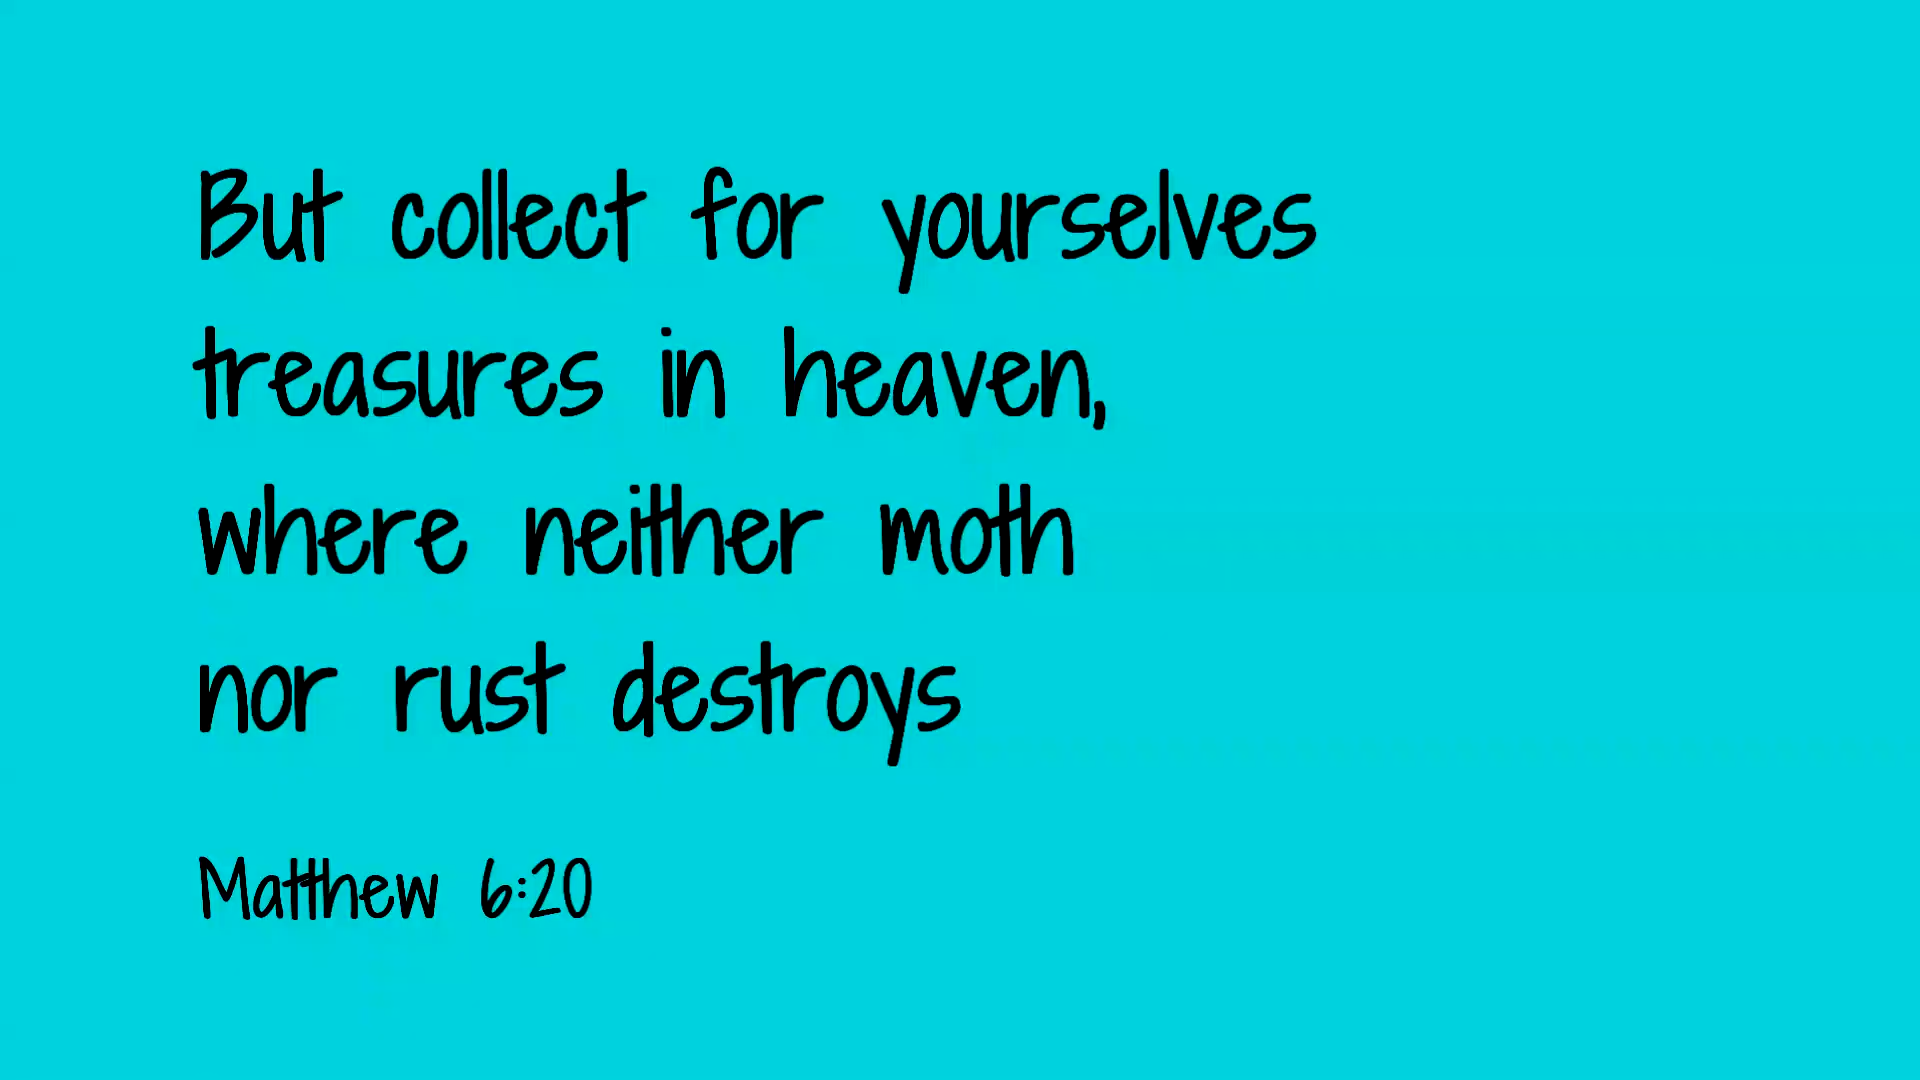 But collect for yourselves
treasures in heaven,
where neither moth
nor rust destroys
Matthew 6:20